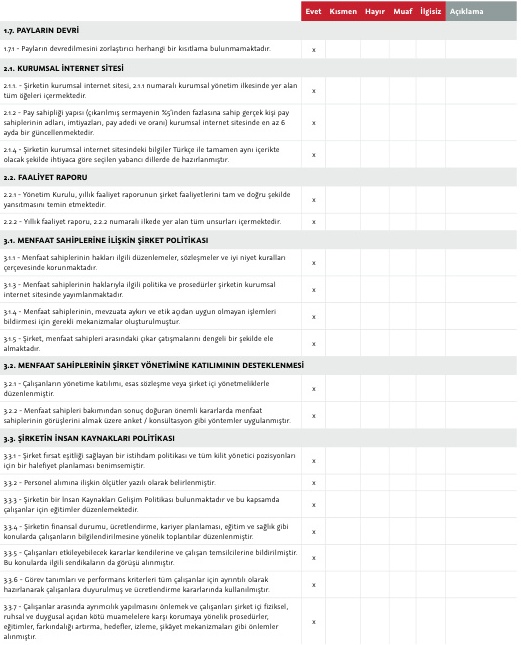 Evet Kısmen Hayır Muaf İlgisiz Açıklama
1.7. PAYLARIN DEVRİ
1.7.1 - Payların devredilmesini zorlaştırıcı herhangi bir kısıtlama bulunmamaktadır. x
2.1. KURUMSAL İNTERNET SİTESİ
2.1.1. - Şirketin kurumsal internet sitesi, 2.1.1 numaralı kurumsal yönetim ilkesinde yer alan
tüm öğeleri içermektedir. x
2.1.2 - Pay sahipliği yapısı (çıkarılmış sermayenin %5'inden fazlasına sahip gerçek kişi pay
sahiplerinin adları, imtiyazları, pay adedi ve oranı) kurumsal internet sitesinde en az 6
ayda bir güncellenmektedir. x
2.1.4 - Şirketin kurumsal internet sitesindeki bilgiler Türkçe ile tamamen aynı içerikte
olacak şekilde ihtiyaca göre seçilen yabancı dillerde de hazırlanmıştır. x
2.2. FAALİYET RAPORU
2.2.1 - Yönetim Kurulu, yıllık faaliyet raporunun şirket faaliyetlerini tam ve doğru şekilde
yansıtmasını temin etmektedir. x
2.2.2 - Yıllık faaliyet raporu, 2.2.2 numaralı ilkede yer alan tüm unsurları içermektedir. x
3.1. MENFAAT SAHİPLERİNE İLİŞKİN ŞİRKET POLİTİKASI
3.1.1 - Menfaat sahiplerinin hakları ilgili düzenlemeler, sözleşmeler ve iyi niyet kuralları
çerçevesinde korunmaktadır. x
3.1.3 - Menfaat sahiplerinin haklarıyla ilgili politika ve prosedürler şirketin kurumsal
internet sitesinde yayımlanmaktadır. x
3.1.4 - Menfaat sahiplerinin, mevzuata aykırı ve etik açıdan uygun olmayan işlemleri
bildirmesi için gerekli mekanizmalar oluşturulmuştur. x
3.1.5 - Şirket, menfaat sahipleri arasındaki çıkar çatışmalarını dengeli bir şekilde ele
almaktadır. x
3.2. MENFAAT SAHİPLERİNİN ŞİRKET YÖNETİMİNE KATILIMININ DESTEKLENMESİ
3.2.1 - Çalışanların yönetime katılımı, esas sözleşme veya şirket içi yönetmeliklerle
düzenlenmiştir. x
3.2.2 - Menfaat sahipleri bakımından sonuç doğuran önemli kararlarda menfaat
sahiplerinin görüşlerini almak üzere anket / konsültasyon gibi yöntemler uygulanmıştır. x
3.3. ŞİRKETİN İNSAN KAYNAKLARI POLİTİKASI
3.3.1 - Şirket fırsat eşitliği sağlayan bir istihdam politikası ve tüm kilit yönetici pozisyonları
için bir halefiyet planlaması benimsemiştir. x
3.3.2 - Personel alımına ilişkin ölçütler yazılı olarak belirlenmiştir. x
3.3.3 - Şirketin bir İnsan Kaynakları Gelişim Politikası bulunmaktadır ve bu kapsamda
çalışanlar için eğitimler düzenlemektedir. x
3.3.4 - Şirketin finansal durumu, ücretlendirme, kariyer planlaması, eğitim ve sağlık gibi
konularda çalışanların bilgilendirilmesine yönelik toplantılar düzenlenmiştir. x
3.3.5 - Çalışanları etkileyebilecek kararlar kendilerine ve çalışan temsilcilerine bildirilmiştir.
Bu konularda ilgili sendikaların da görüşü alınmıştır. x
3.3.6 - Görev tanımları ve performans kriterleri tüm çalışanlar için ayrıntılı olarak
hazırlanarak çalışanlara duyurulmuş ve ücretlendirme kararlarında kullanılmıştır. x
3.3.7 - Çalışanlar arasında ayrımcılık yapılmasını önlemek ve çalışanları şirket içi fiziksel,
ruhsal ve duygusal açıdan kötü muamelelere karşı korumaya yönelik prosedürler,
eğitimler, farkındalığı artırma, hedefler, izleme, şikâyet mekanizmaları gibi önlemler
alınmıştır. x